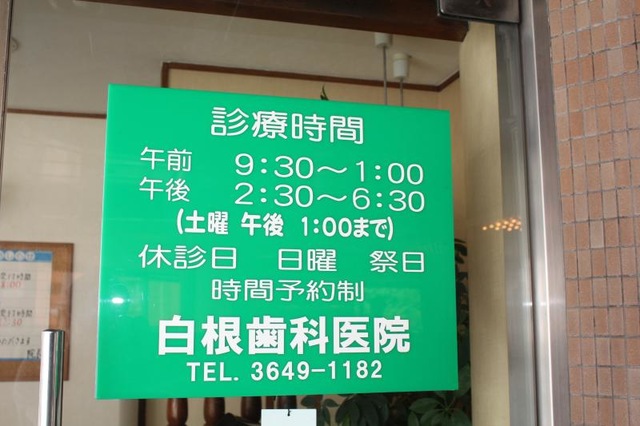 診療時間
午前 9:30～1:00
午後 2:30～6:30
(土曜 午後 1:00まで)
休診日 日曜 祭日
時間予約制
白根歯科医院
TEL. 3649-1182